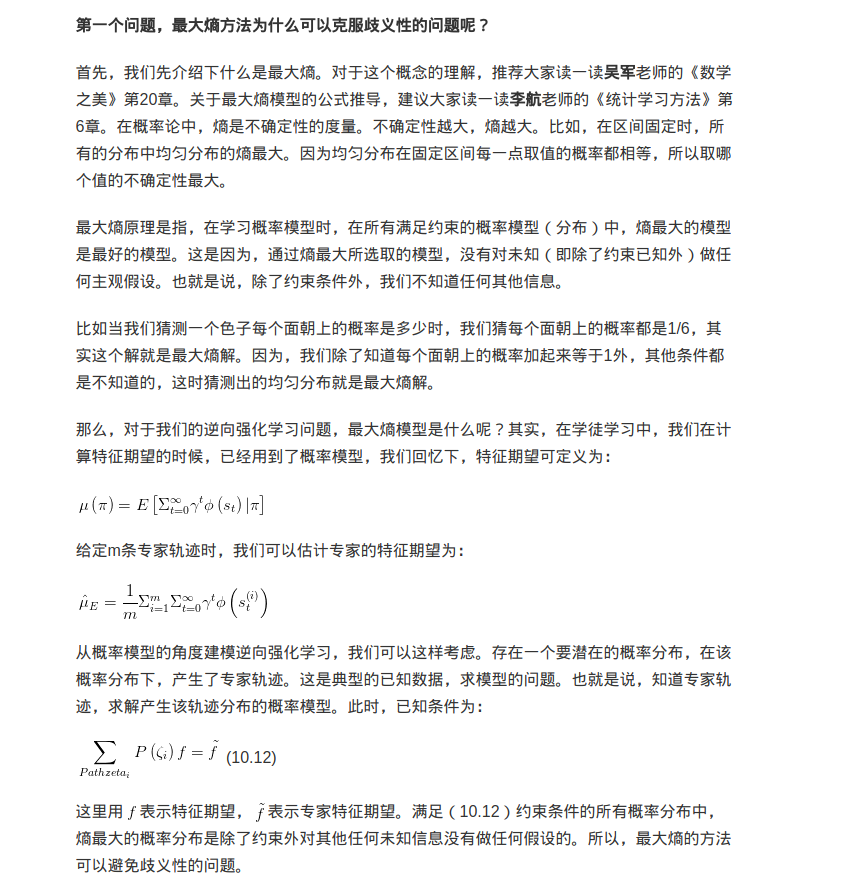 第一个问题，最大熵方法为什么可以克服歧义性的问题呢？
首先，我们先介绍下什么是最大熵。对于这个概念的理解，推荐大家读一读吴军老师的《数学
之美》第20章。关于最大熵模型的公式推导，建议大家读一读李航老师的《统计学习方法》第
6章。在概率论中，熵是不确定性的度量。不确定性越大，熵越大。比如，在区间固定时，所
有的分布中均匀分布的熵最大。因为均匀分布在固定区间每一点取值的概率都相等，所以取哪
个值的不确定性最大。
最大熵原理是指，在学习概率模型时，在所有满足约束的概率模型（分布）中，熵最大的模型
是最好的模型。这是因为，通过熵最大所选取的模型，没有对未知（即除了约束已知外）做任
何主观假设。也就是说，除了约束条件外，我们不知道任何其他信息。
比如当我们猜测一个色子每个面朝上的概率是多少时，我们猜每个面朝上的概率都是1/6，其
实这个解就是最大熵解。因为，我们除了知道每个面朝上的概率加起来等于1外，其他条件都
是不知道的，这时猜测出的均匀分布就是最大熵解。
那么，对于我们的逆向强化学习问题，最大熵模型是什么呢？其实，在学徒学习中，我们在计
算特征期望的时候，已经用到了概率模型，我们回忆下，特征期望可定义为：
μ(π) = E[Σ_{t=0}^{∞} γ^t φ(s_t)|π]
给定m条专家轨迹时，我们可以估计专家的特征期望为：
μ̂_E = \frac{1}{m} Σ_{i=1}^{m} Σ_{t=0}^{∞} γ^t φ(s_t^{(i)})
从概率模型的角度建模逆向强化学习，我们可以这样考虑。存在一个要潜在的概率分布，在该
概率分布下，产生了专家轨迹。这是典型的已知数据，求模型的问题。也就是说，知道专家轨
迹，求解产生该轨迹分布的概率模型。此时，已知条件为：
∑_{Pathzeta_i} P(ζ_i) f = f̃ (10.12)
这里用 f 表示特征期望， f̃ 表示专家特征期望。满足（10.12）约束条件的所有概率分布中，
熵最大的概率分布是除了约束外对其他任何未知信息没有做任何假设的。所以，最大熵的方法
可以避免歧义性的问题。